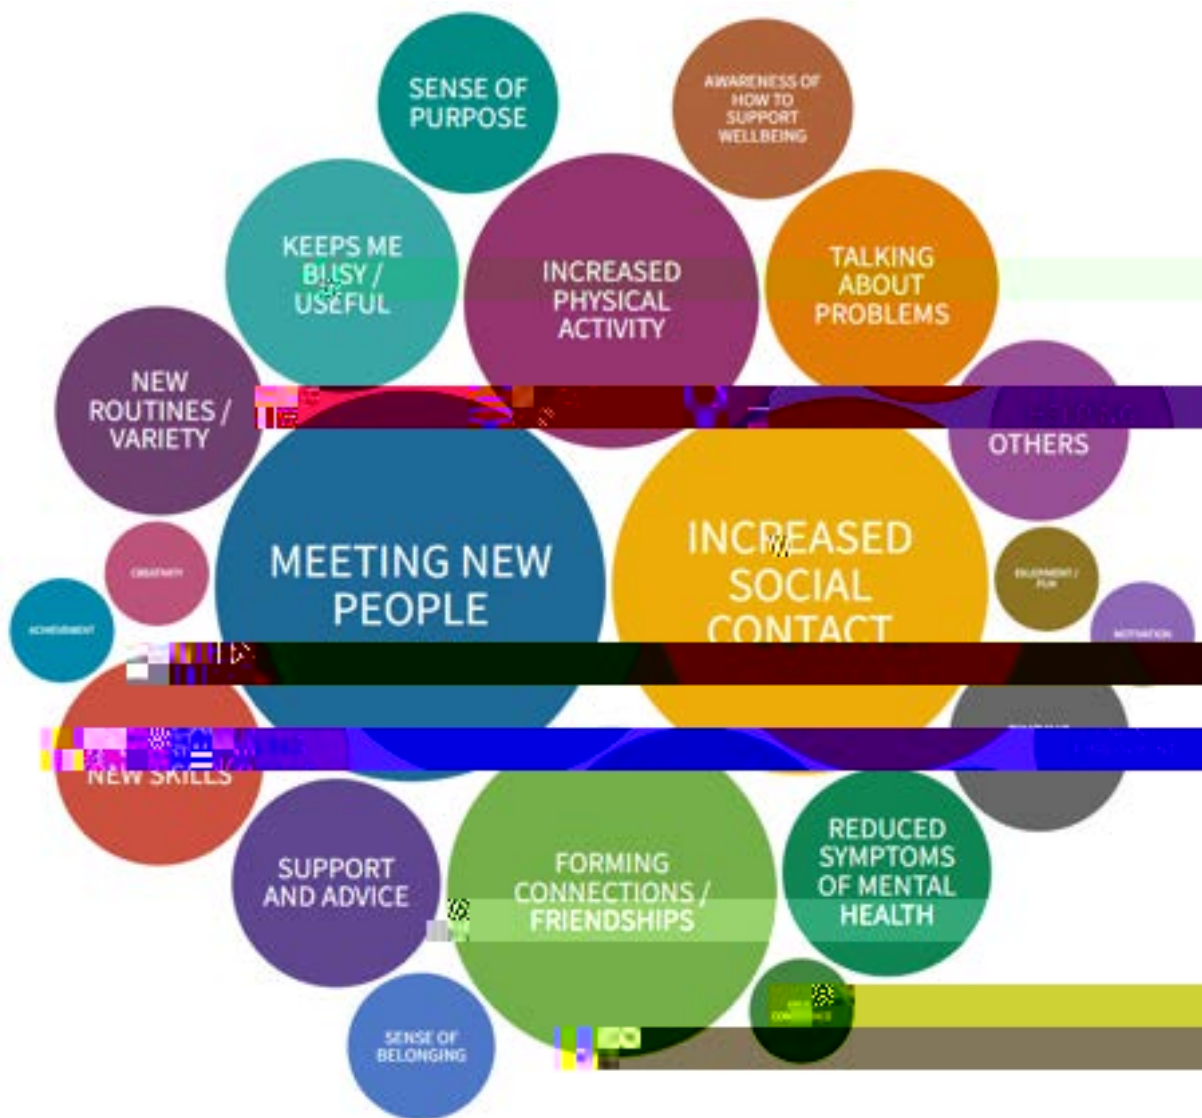 SENSE OF
PURPOSE
AWARENESS OF
HOW TO
SUPPORT
WELLBEING
KEEPS ME
BUSY /
USEFUL
INCREASED
PHYSICAL
ACTIVITY
TALKING
ABOUT
PROBLEMS
NEW
ROUTINES /
VARIETY
OTHERS
MEETING NEW
PEOPLE
INCREASED
SOCIAL
CONTACT
CREATIVITY
ENJOYMENT /
FUN
ACHIEVEMENT
MOTIVATION
NEW SKILLS
SUPPORT
AND ADVICE
FORMING
CONNECTIONS /
FRIENDSHIPS
REDUCED
SYMPTOMS
OF MENTAL
HEALTH
SENSE OF
BELONGING